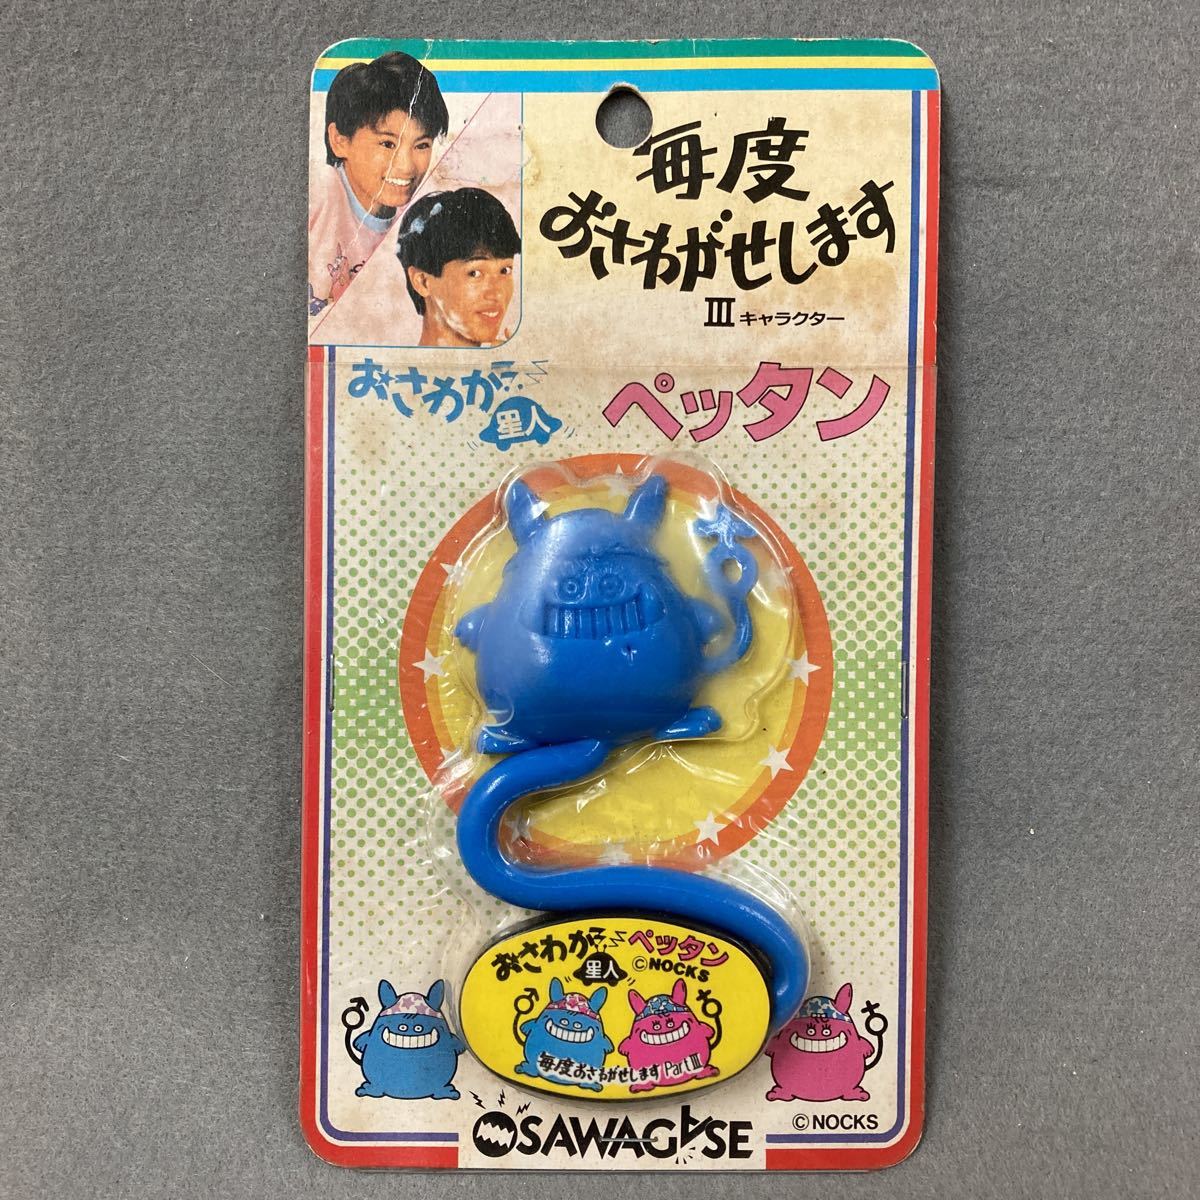 毎度
おさわがせします
III キャラクター
おさわが
星人
ペッタン
おさわが
星人
ペッタン
©NOCKS
毎度おさわがせします Part III
OSAWAGASE
©NOCKS